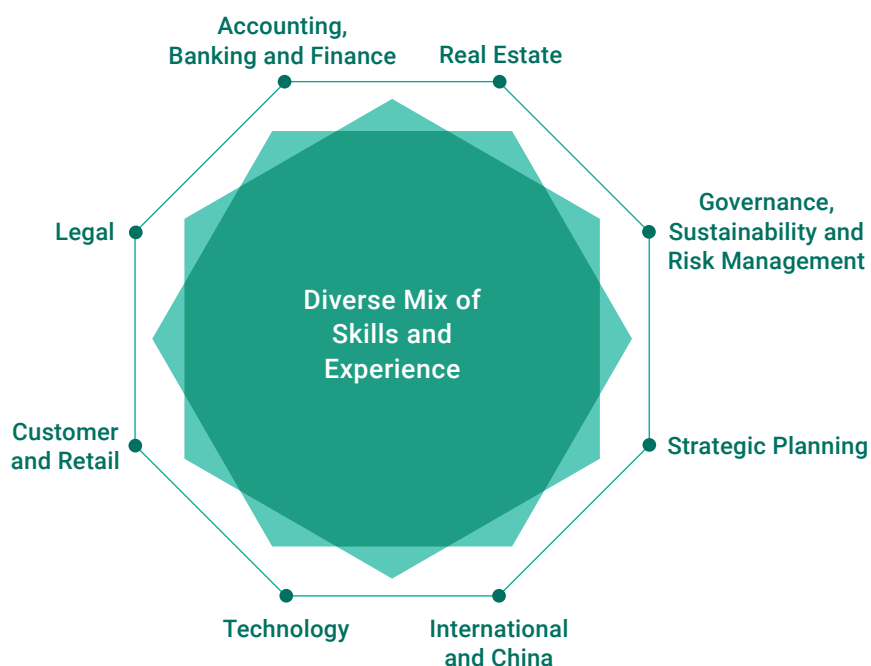 Accounting,
Banking and Finance
Real Estate
Governance,
Sustainability and
Risk Management
Strategic Planning
International
and China
Technology
Customer
and Retail
Legal
Diverse Mix of
Skills and
Experience